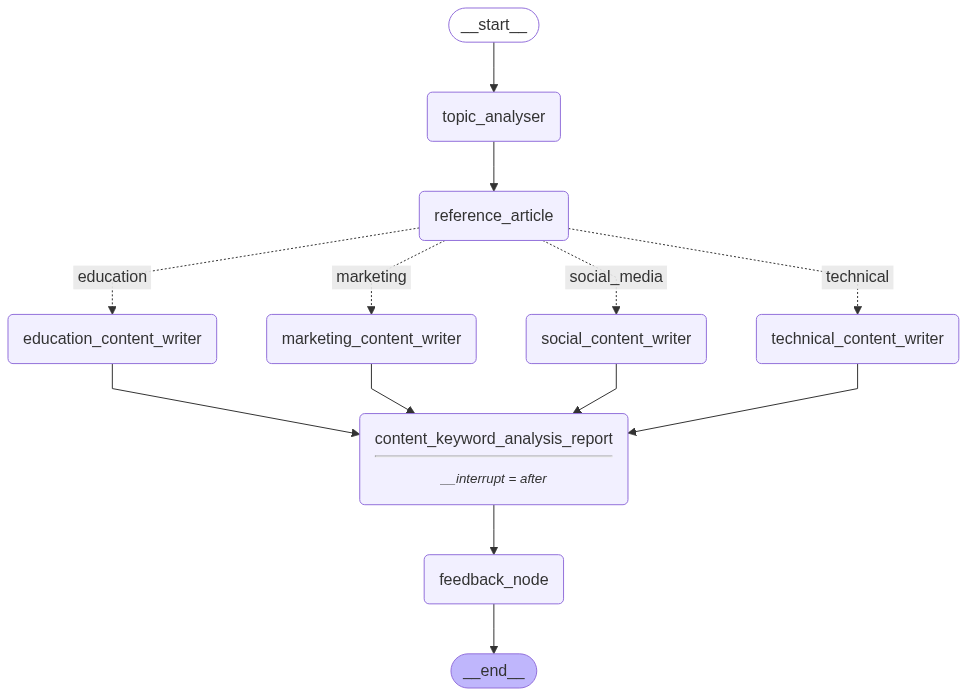 __start__
topic_analyser
reference_article
education
marketing
social_media
technical
education_content_writer
marketing_content_writer
social_content_writer
technical_content_writer
content_keyword_analysis_report
__interrupt = after
feedback_node
__end__